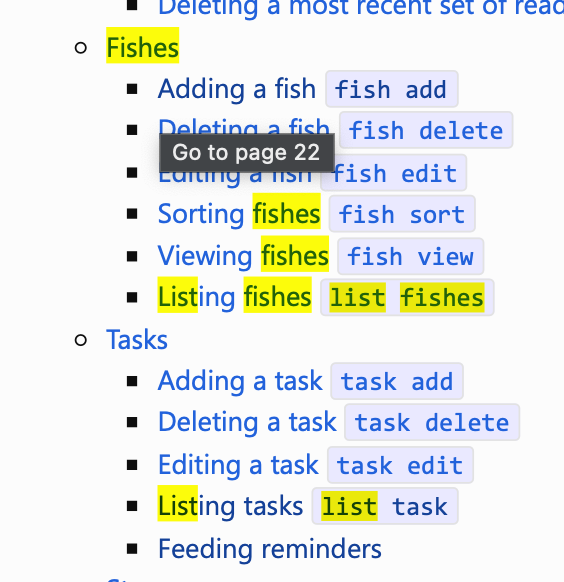 Deleting a most recent set of read
Fishes
Adding a fish fish add
Deleting a fish fish delete
Go to page 22
Editing a fish fish edit
Sorting fishes fish sort
Viewing fishes fish view
Listing fishes list fishes
Tasks
Adding a task task add
Deleting a task task delete
Editing a task task edit
Listing tasks list task
Feeding reminders